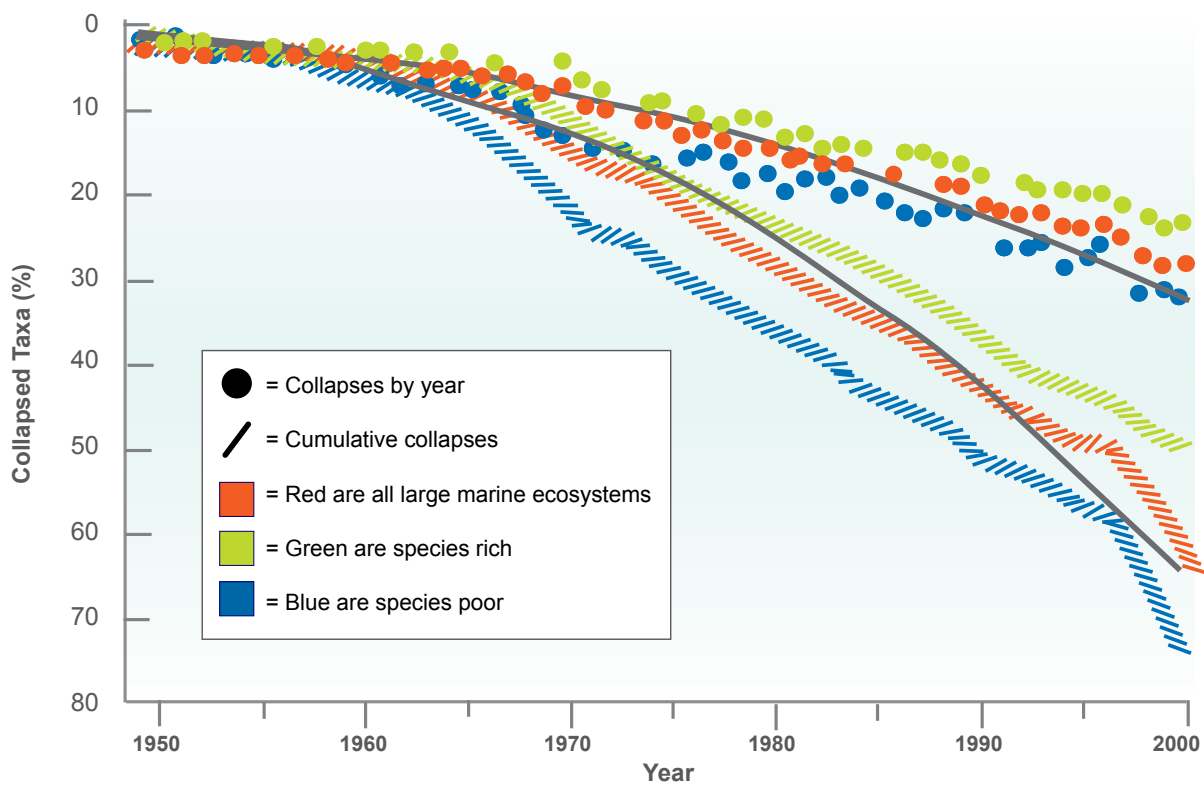 0
10
20
30
40
50
60
70
80
Collapsed Taxa (%)
= Collapses by year
= Cumulative collapses
= Red are all large marine ecosystems
= Green are species rich
= Blue are species poor
1950 1960 1970 1980 1990 2000
Year